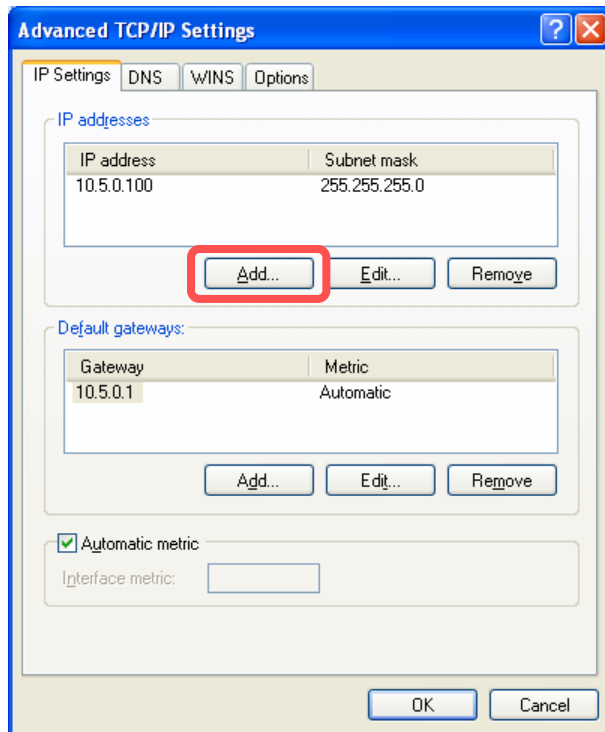 Advanced TCP/IP Settings
IP Settings DNS WINS Options
IP addresses
IP address Subnet mask
10.5.0.100 255.255.255.0
Add... Edit... Remove
Default gateways:
Gateway Metric
10.5.0.1 Automatic
Add... Edit... Remove
Automatic metric
Interface metric:
OK Cancel